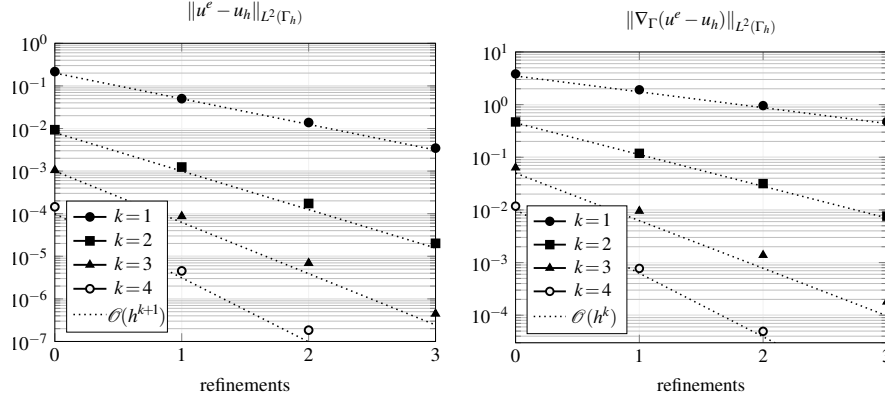 ‖u^e − u_h‖_{L^2(Γ_h)}
10^0
10^{−1}
10^{−2}
10^{−3}
10^{−4}
10^{−5}
10^{−6}
10^{−7}
k = 1
k = 2
k = 3
k = 4
𝒪(h^{k+1})
0 1 2 3
refinements
‖∇_Γ(u^e − u_h)‖_{L^2(Γ_h)}
10^1
10^0
10^{−1}
10^{−2}
10^{−3}
10^{−4}
k = 1
k = 2
k = 3
k = 4
𝒪(h^k)
0 1 2 3
refinements